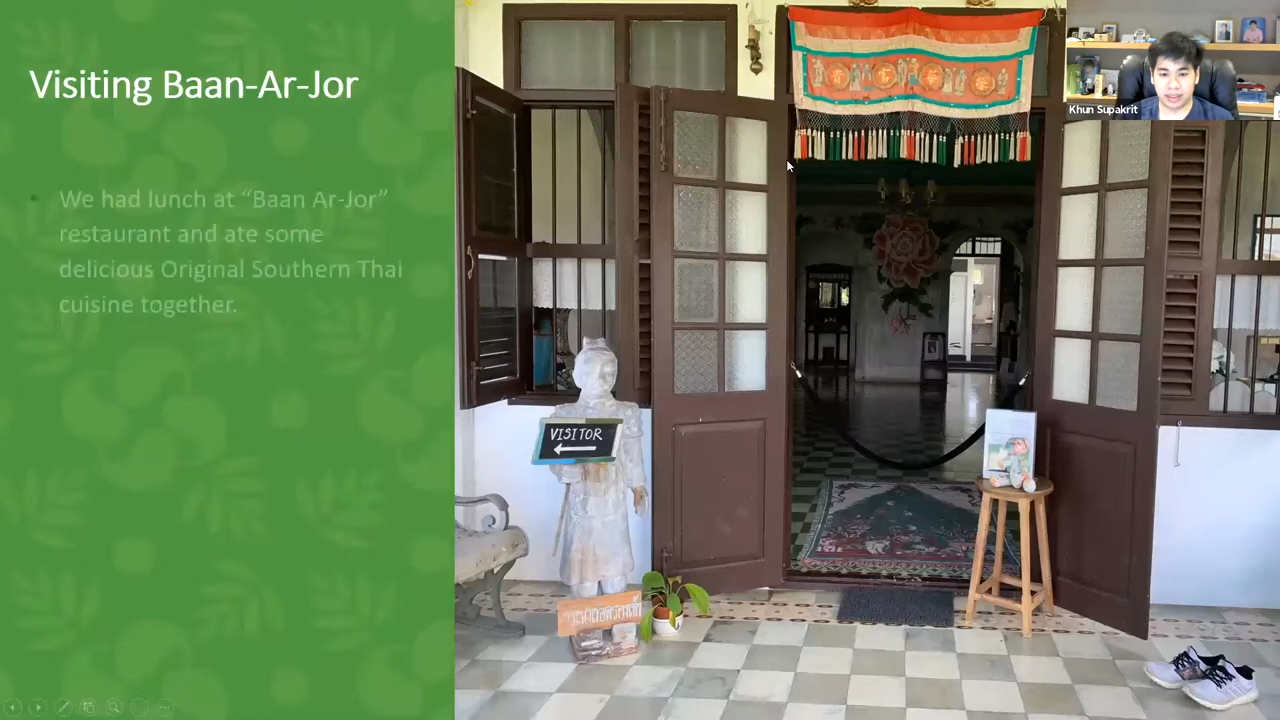 Visiting Baan-Ar-Jor
Khun Supakrit
• We had lunch at “Baan Ar-Jor”
restaurant and ate some
delicious Original Southern Thai
cuisine together.
VISITOR